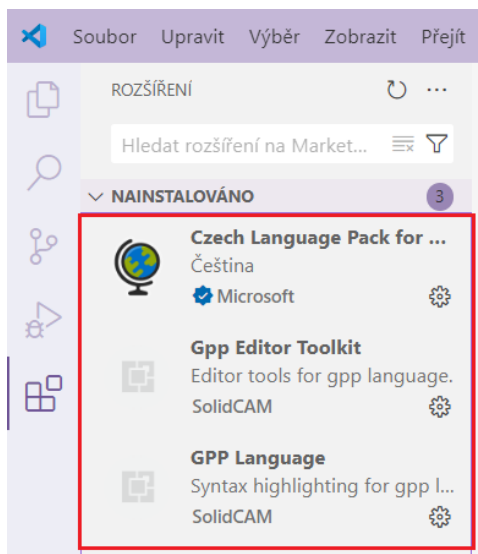 Soubor Upravit Výběr Zobrazit Přejít
ROZŠÍŘENÍ
Hledat rozšíření na Market...
NAINSTALOVÁNO 3
Czech Language Pack for ...
Čeština
Microsoft
Gpp Editor Toolkit
Editor tools for gpp language.
SolidCAM
GPP Language
Syntax highlighting for gpp l...
SolidCAM